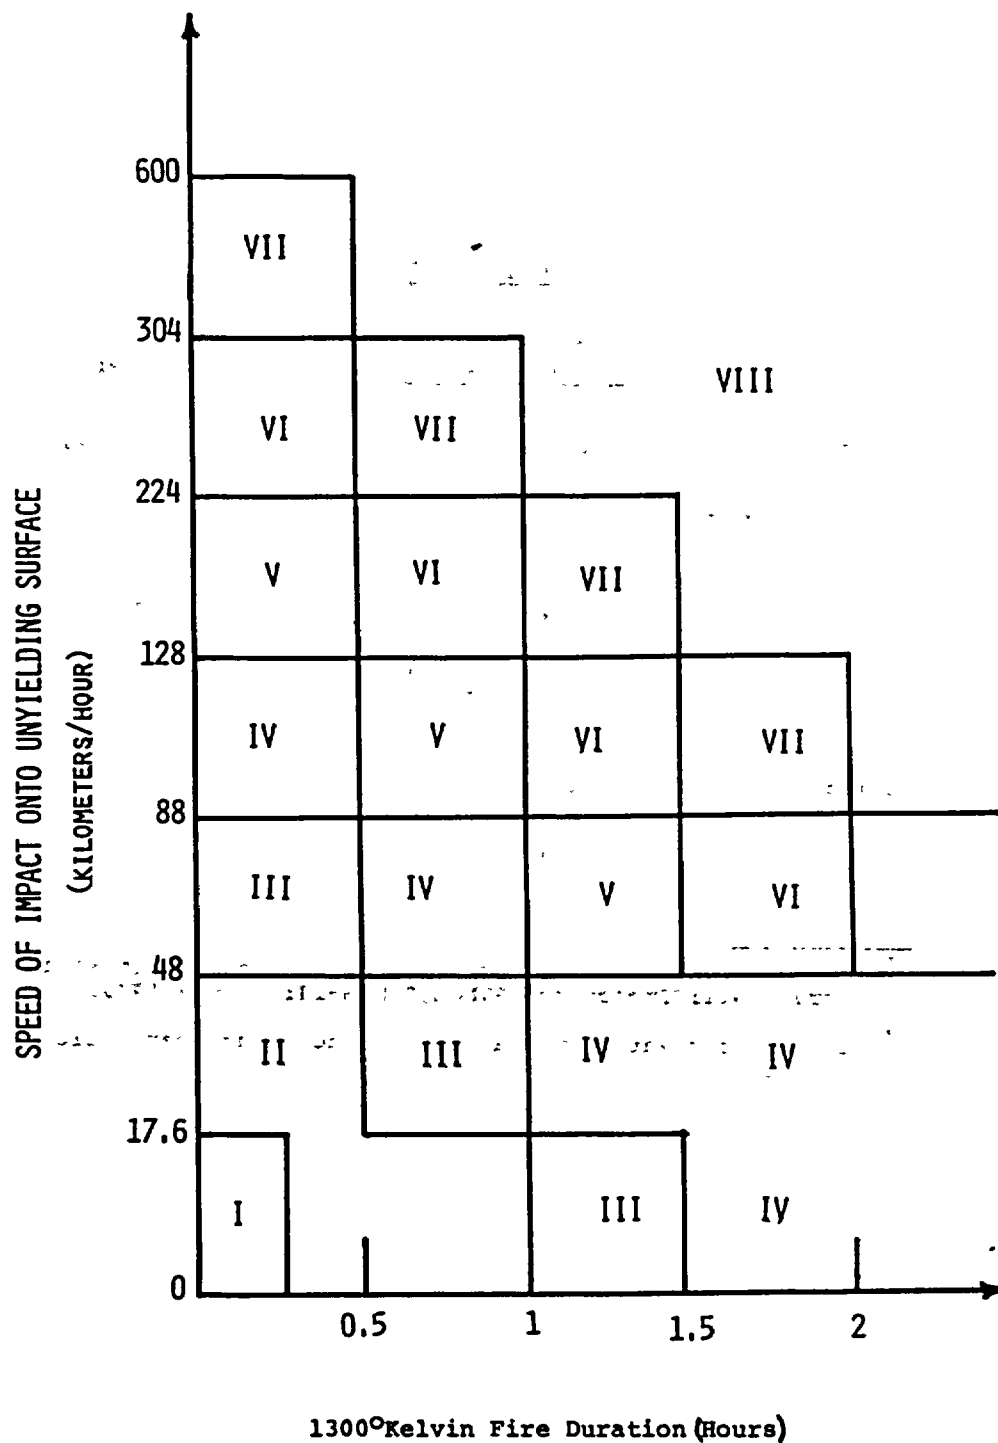 600
VII
304
VIII
VI VII
224
V VI VII
128
IV V VI VII
88
III IV V VI
48
II III IV IV
17.6
I III IV
0
0.5 1 1.5 2
1300°Kelvin Fire Duration (Hours)
SPEED OF IMPACT ONTO UNYIELDING SURFACE
(KILOMETERS/HOUR)